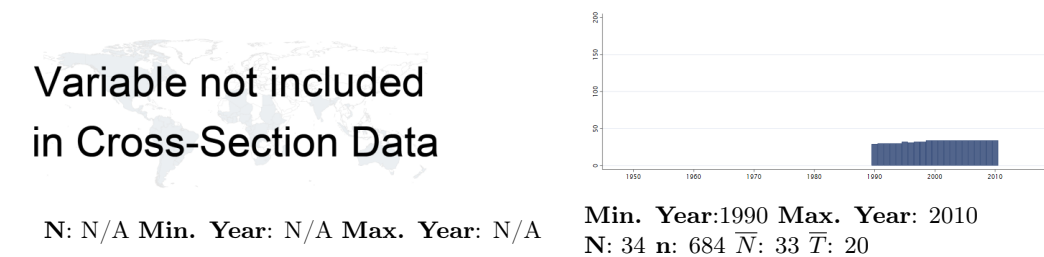 Variable not included
in Cross-Section Data
N: N/A Min. Year: N/A Max. Year: N/A
200
150
100
50
0
1950 1960 1970 1980 1990 2000 2010
Min. Year:1990 Max. Year: 2010
N: 34 n: 684 N̅: 33 T̅: 20